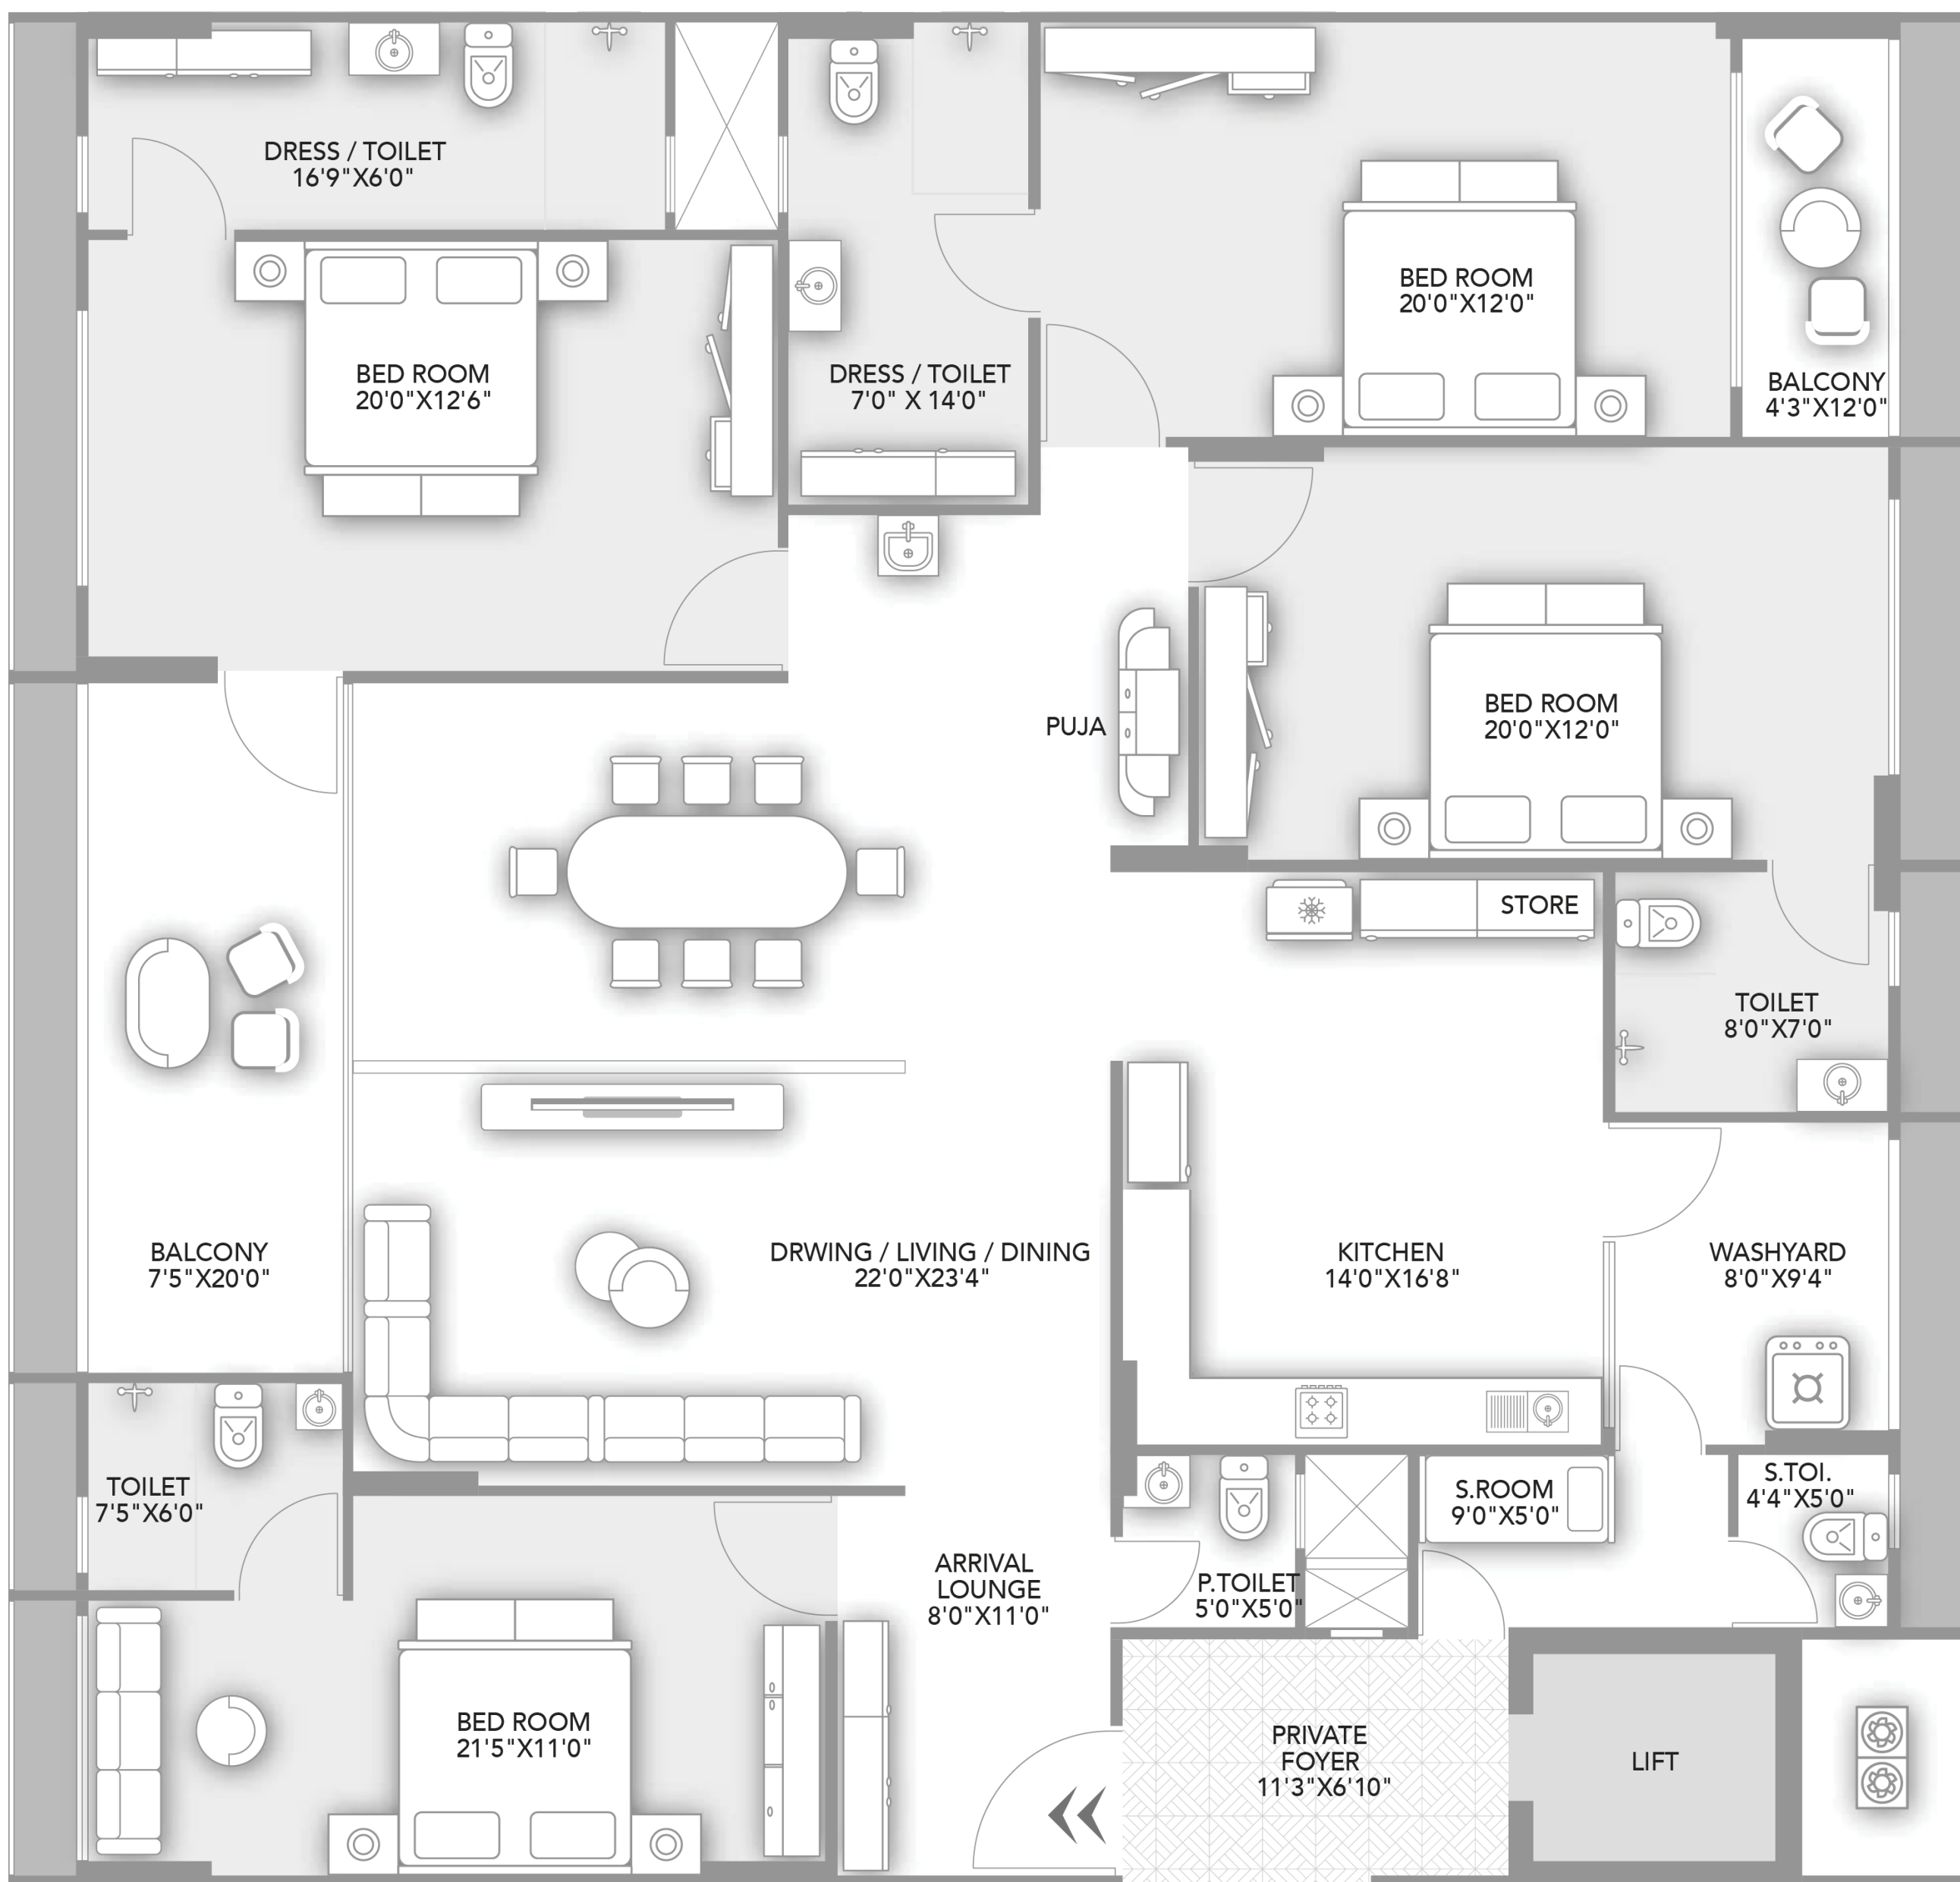 DRESS / TOILET
16'9"X6'0"
BED ROOM
20'0"X12'6"
DRESS / TOILET
7'0" X 14'0"
BED ROOM
20'0"X12'0"
BALCONY
4'3"X12'0"
BED ROOM
20'0"X12'0"
PUJA
STORE
TOILET
8'0"X7'0"
BALCONY
7'5"X20'0"
DRWING / LIVING / DINING
22'0"X23'4"
KITCHEN
14'0"X16'8"
WASHYARD
8'0"X9'4"
TOILET
7'5"X6'0"
S.ROOM
9'0"X5'0"
S.TOI.
4'4"X5'0"
ARRIVAL
LOUNGE
8'0"X11'0"
P.TOILET
5'0"X5'0"
BED ROOM
21'5"X11'0"
PRIVATE
FOYER
11'3"X6'10"
LIFT